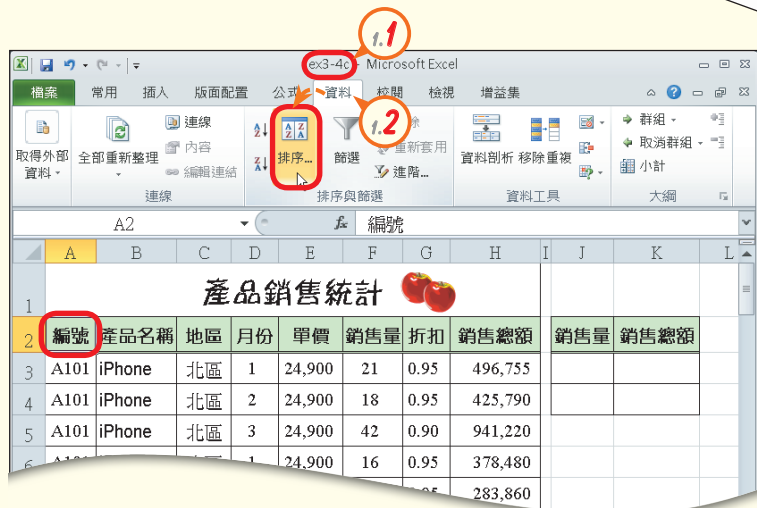 1.1
ex3-4c - Microsoft Excel
檔案 常用 插入 版面配置 公式 資料 校閱 檢視 增益集
1.2
取得外部資料
全部重新整理
連線
內容
編輯連結
連線
排序...
篩選
重新套用
進階...
排序與篩選
資料剖析 移除重複
資料工具
群組
取消群組
小計
大綱
A2 fx 編號
A B C D E F G H I J K L
1 產品銷售統計
2 編號 產品名稱 地區 月份 單價 銷售量 折扣 銷售總額 銷售量 銷售總額
3 A101 iPhone 北區 1 24,900 21 0.95 496,755
4 A101 iPhone 北區 2 24,900 18 0.95 425,790
5 A101 iPhone 北區 3 24,900 42 0.90 941,220
6 1 24,900 16 0.95 378,480
283,860